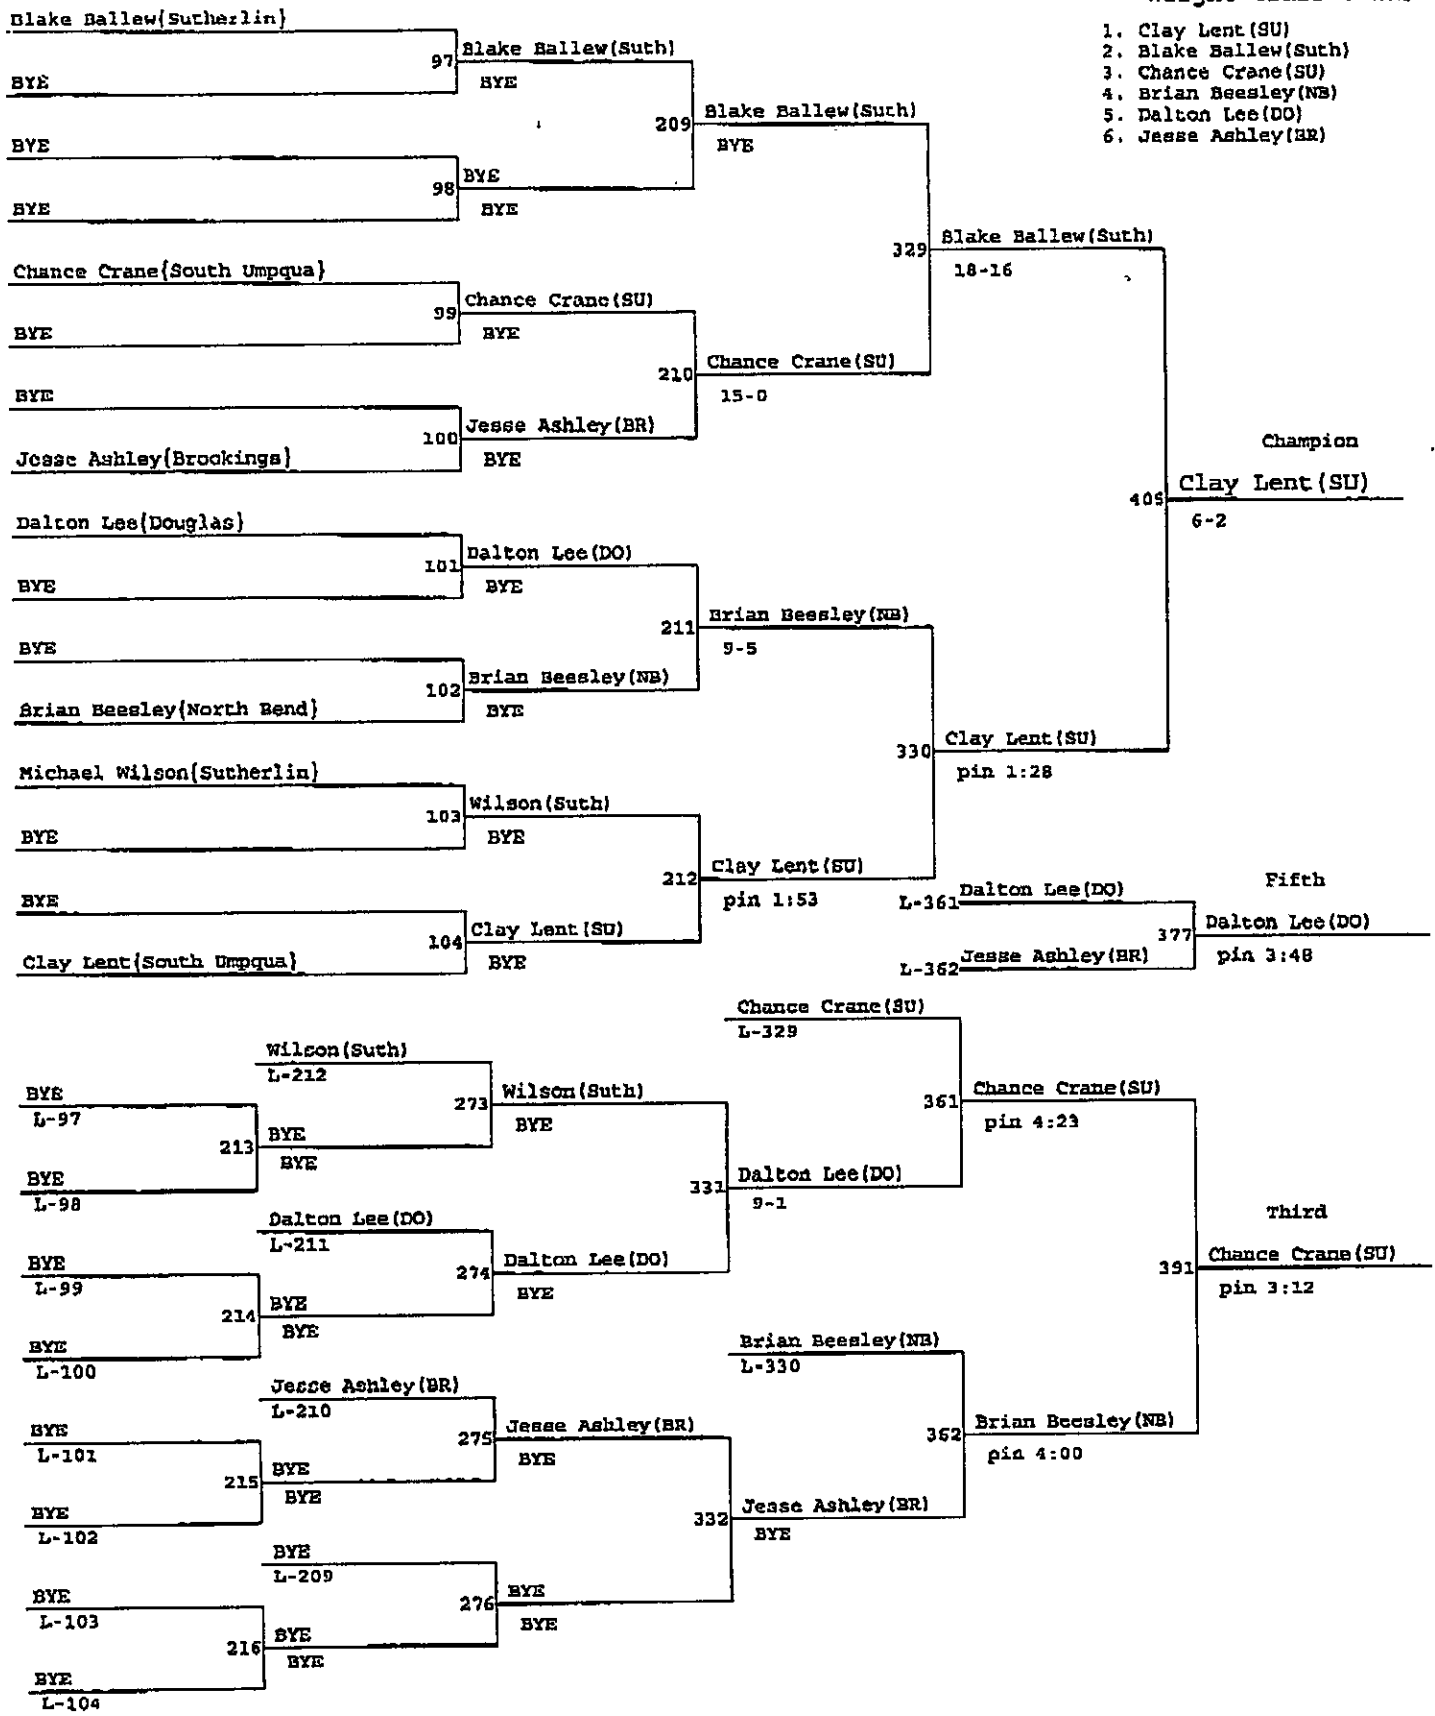 1. Clay Lent(SU)
2. Blake Ballew(Suth)
3. Chance Crane(SU)
4. Brian Beesley(NB)
5. Dalton Lee(DO)
6. Jesse Ashley(BR)
Blake Ballew{Sutherlin}
97 Blake Ballew(Suth)
BYE
BYE
209 Blake Ballew(Suth)
BYE
BYE
98 BYE
BYE
BYE
329 Blake Ballew(Suth)
18-16
Chance Crane{South Umpqua}
99 Chance Crane(SU)
BYE
BYE
210 Chance Crane(SU)
15-0
BYE
100 Jesse Ashley(BR)
BYE
Jesse Ashley{Brookings}
Champion
405 Clay Lent(SU)
6-2
Dalton Lee{Douglas}
101 Dalton Lee(DO)
BYE
BYE
211 Brian Beesley(NB)
9-5
BYE
102 Brian Beesley(NB)
BYE
Brian Beesley{North Bend}
330 Clay Lent(SU)
pin 1:28
Michael Wilson{Sutherlin}
103 Wilson(Suth)
BYE
BYE
212 Clay Lent(SU)
pin 1:53
BYE
104 Clay Lent(SU)
BYE
Clay Lent{South Umpqua}
Fifth
L-361 Dalton Lee(DO)
377 Dalton Lee(DO)
pin 3:48
L-362 Jesse Ashley(BR)
Chance Crane(SU)
L-329
Wilson(Suth)
L-212
BYE
L-97
273 Wilson(Suth)
BYE
213 BYE
BYE
BYE
L-98
361 Chance Crane(SU)
pin 4:23
331 Dalton Lee(DO)
9-1
Dalton Lee(DO)
L-211
BYE
L-99
274 Dalton Lee(DO)
BYE
214 BYE
BYE
BYE
L-100
Third
391 Chance Crane(SU)
pin 3:12
Brian Beesley(NB)
L-330
Jesse Ashley(BR)
L-210
BYE
L-101
275 Jesse Ashley(BR)
BYE
215 BYE
BYE
BYE
L-102
362 Brian Beesley(NB)
pin 4:00
332 Jesse Ashley(BR)
BYE
BYE
L-209
BYE
L-103
276 BYE
BYE
216 BYE
BYE
BYE
L-104